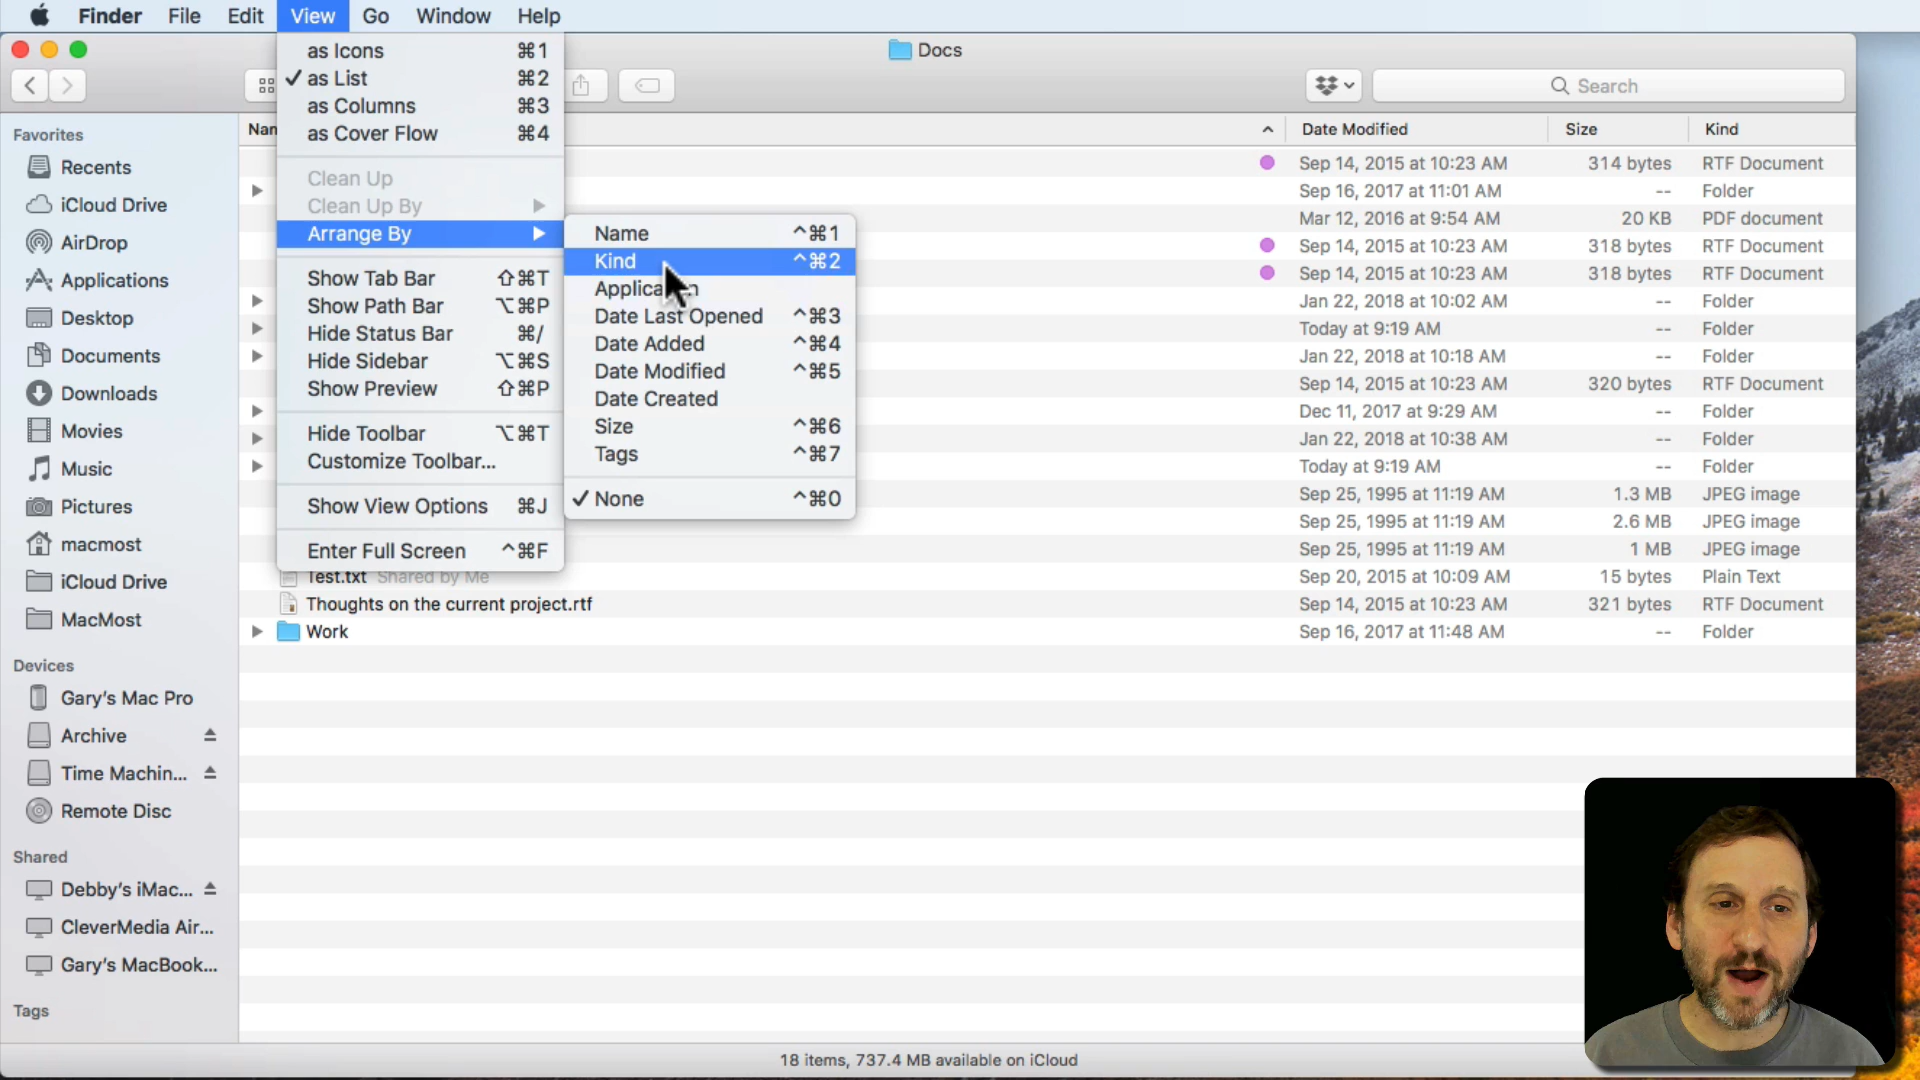 Finder File Edit View Go Window Help
Docs
Search
as Icons ⌘1
✓ as List ⌘2
as Columns ⌘3
as Cover Flow ⌘4
Clean Up
Clean Up By ▶
Arrange By ▶
Show Tab Bar ⇧⌘T
Show Path Bar ⌥⌘P
Hide Status Bar ⌘/
Hide Sidebar ⌥⌘S
Show Preview ⇧⌘P
Hide Toolbar ⌥⌘T
Customize Toolbar...
Show View Options ⌘J
Enter Full Screen ^⌘F
Name ^⌘1
Kind ^⌘2
Date Last Opened ^⌘3
Date Added ^⌘4
Date Modified ^⌘5
Date Created
Size ^⌘6
Tags ^⌘7
✓ None ^⌘0
Favorites
Recents
iCloud Drive
AirDrop
Applications
Desktop
Documents
Downloads
Movies
Music
Pictures
macmost
iCloud Drive
MacMost
Devices
Gary's Mac Pro
Archive
Time Machin...
Remote Disc
Shared
Debby's iMac...
CleverMedia Air...
Gary's MacBook...
Tags
Date Modified Size Kind
Sep 14, 2015 at 10:23 AM 314 bytes RTF Document
Sep 16, 2017 at 11:01 AM -- Folder
Mar 12, 2016 at 9:54 AM 20 KB PDF document
Sep 14, 2015 at 10:23 AM 318 bytes RTF Document
Sep 14, 2015 at 10:23 AM 318 bytes RTF Document
Jan 22, 2018 at 10:02 AM -- Folder
Today at 9:19 AM -- Folder
Jan 22, 2018 at 10:18 AM -- Folder
Sep 14, 2015 at 10:23 AM 320 bytes RTF Document
Dec 11, 2017 at 9:29 AM -- Folder
Jan 22, 2018 at 10:38 AM -- Folder
Today at 9:19 AM -- Folder
Sep 25, 1995 at 11:19 AM 1.3 MB JPEG image
Sep 25, 1995 at 11:19 AM 2.6 MB JPEG image
Sep 25, 1995 at 11:19 AM 1 MB JPEG image
Test.txt Shared by Me Sep 20, 2015 at 10:09 AM 15 bytes Plain Text
Thoughts on the current project.rtf Sep 14, 2015 at 10:23 AM 321 bytes RTF Document
Work Sep 16, 2017 at 11:48 AM -- Folder
18 items, 737.4 MB available on iCloud